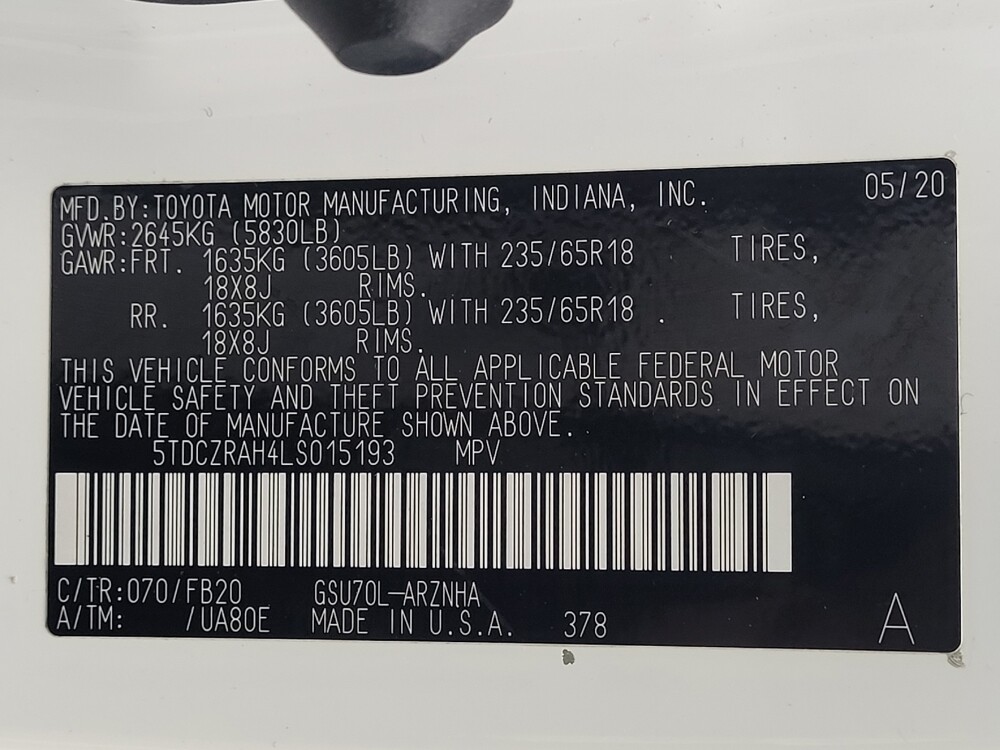 MFD.BY:TOYOTA MOTOR MANUFACTURING, INDIANA, INC. 05/20
GVWR:2645KG (5830LB)
GAWR:FRT. 1635KG (3605LB) WITH 235/65R18 TIRES,
18X8J RIMS.
RR. 1635KG (3605LB) WITH 235/65R18 . TIRES,
18X8J RIMS.
THIS VEHICLE CONFORMS TO ALL APPLICABLE FEDERAL MOTOR
VEHICLE SAFETY AND THEFT PREVENTION STANDARDS IN EFFECT ON
THE DATE OF MANUFACTURE SHOWN ABOVE.
5TDCZRAH4LS015193 MPV
C/TR:070/FB20 GSU70L-ARZNHA
A/TM: /UA80E MADE IN U.S.A. 378 A